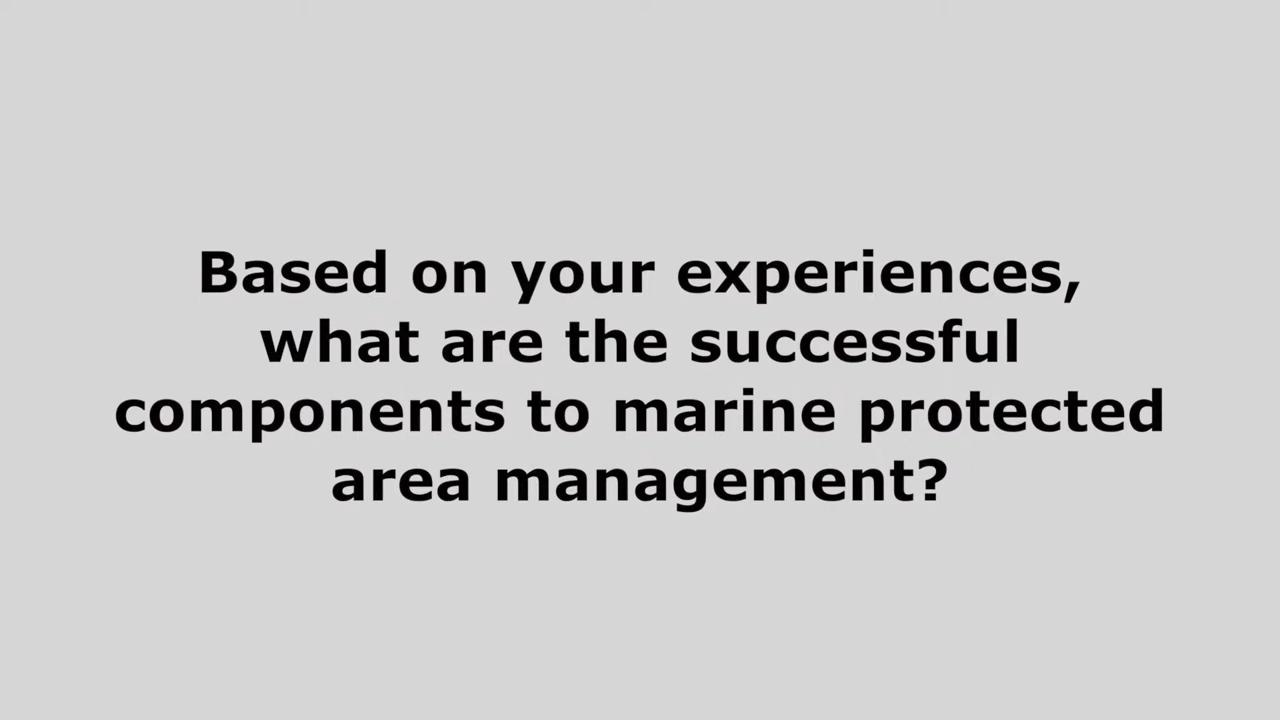 Based on your experiences,
what are the successful
components to marine protected
area management?